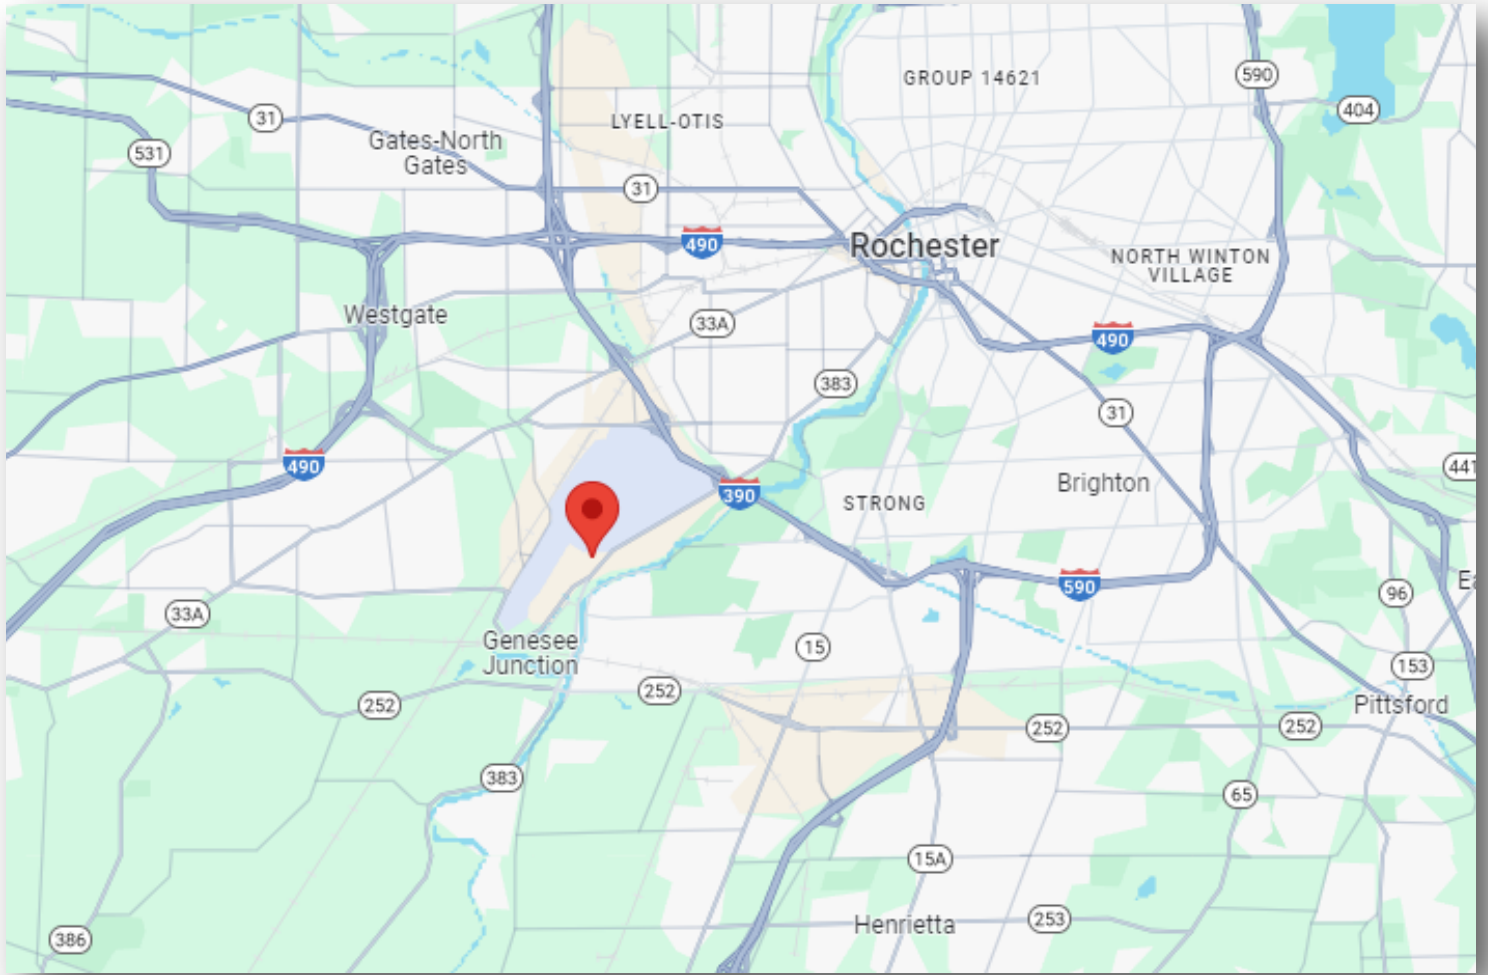 GROUP 14621
590
404
31
LYELL-OTIS
531
Gates-North
Gates
31
490
Rochester
NORTH WINTON
VILLAGE
Westgate
33A
490
383
31
490
441
390
STRONG
Brighton
590
96
33A
Genesee
Junction
15
153
252
252
Pittsford
252
252
383
65
15A
Henrietta
253
386